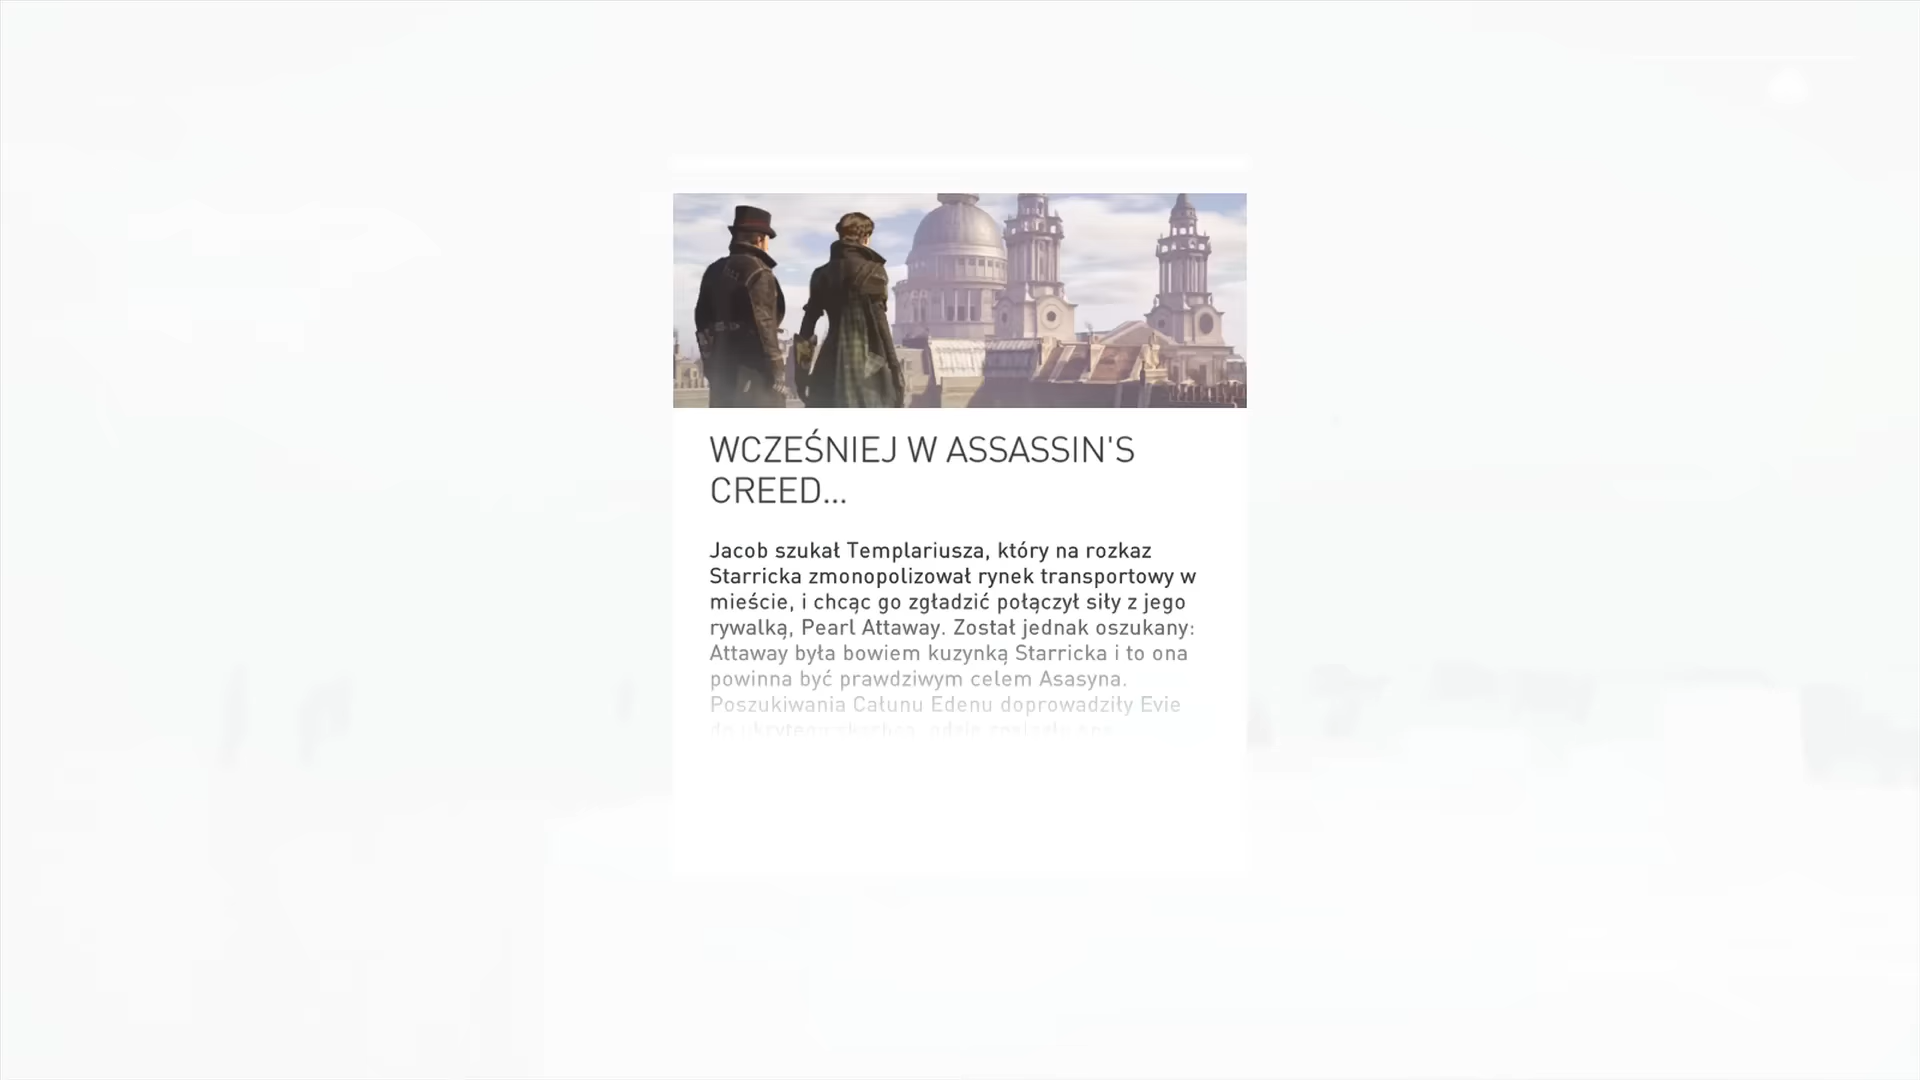 WCZEŚNIEJ W ASSASSIN'S
CREED...
Jacob szukał Templariusza, który na rozkaz
Starricka zmonopolizował rynek transportowy w
mieście, i chcąc go zgładzić połączył siły z jego
rywalką, Pearl Attaway. Został jednak oszukany:
Attaway była bowiem kuzynką Starricka i to ona
powinna być prawdziwym celem Asasyna.
Poszukiwania Całunu Edenu doprowadziły Evie
do ukrytego